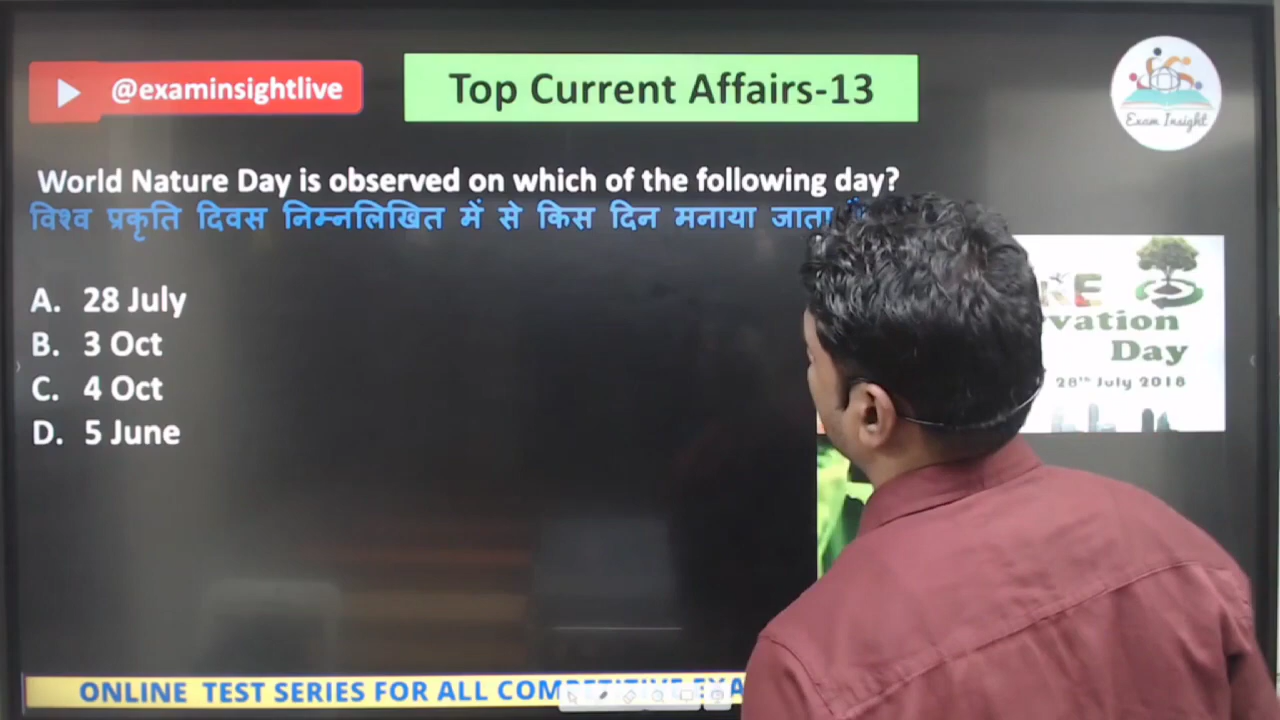 @examinsightlive
Top Current Affairs-13
Exam Insight
World Nature Day is observed on which of the following day?
विश्व प्रकृति दिवस निम्नलिखित में से किस दिन मनाया जाता
A. 28 July
B. 3 Oct
C. 4 Oct
D. 5 June
Day
28th July 2018
ONLINE TEST SERIES FOR ALL